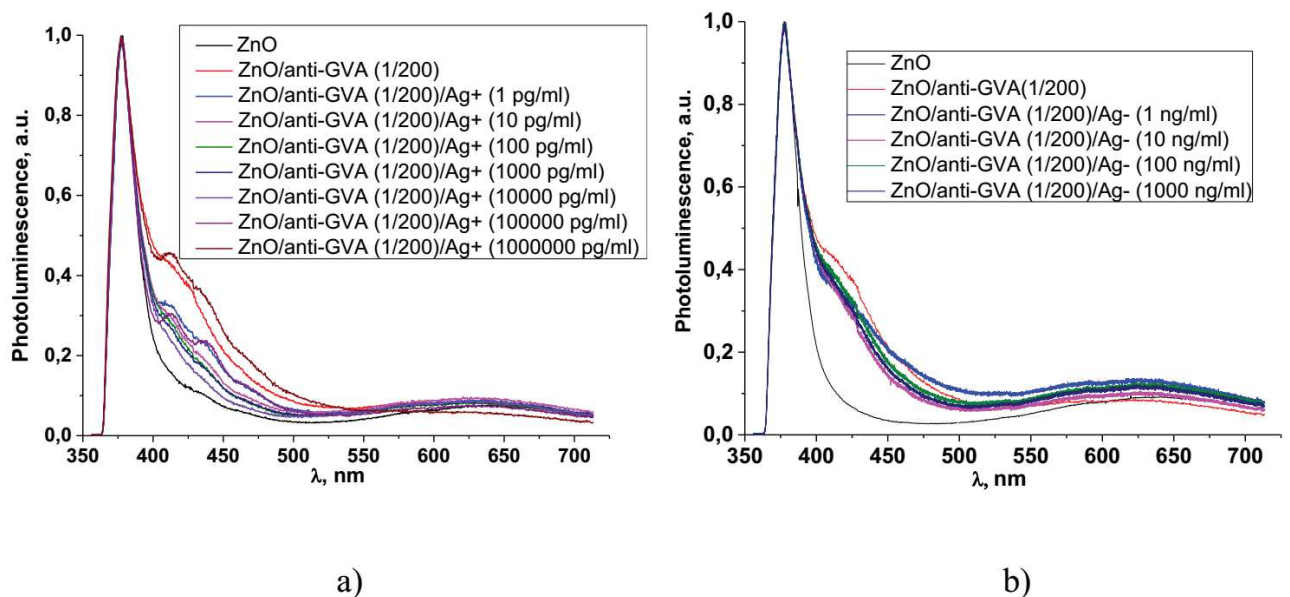 1,0
0,8
0,6
0,4
0,2
0,0
Photoluminescence, a.u.
350 400 450 500 550 600 650 700
λ, nm
ZnO
ZnO/anti-GVA (1/200)
ZnO/anti-GVA (1/200)/Ag+ (1 pg/ml)
ZnO/anti-GVA (1/200)/Ag+ (10 pg/ml)
ZnO/anti-GVA (1/200)/Ag+ (100 pg/ml)
ZnO/anti-GVA (1/200)/Ag+ (1000 pg/ml)
ZnO/anti-GVA (1/200)/Ag+ (10000 pg/ml)
ZnO/anti-GVA (1/200)/Ag+ (100000 pg/ml)
ZnO/anti-GVA (1/200)/Ag+ (1000000 pg/ml)
a)
1,0
0,8
0,6
0,4
0,2
0,0
Photoluminescence, a.u.
350 400 450 500 550 600 650 700
λ, nm
ZnO
ZnO/anti-GVA(1/200)
ZnO/anti-GVA (1/200)/Ag- (1 ng/ml)
ZnO/anti-GVA (1/200)/Ag- (10 ng/ml)
ZnO/anti-GVA (1/200)/Ag- (100 ng/ml)
ZnO/anti-GVA (1/200)/Ag- (1000 ng/ml)
b)